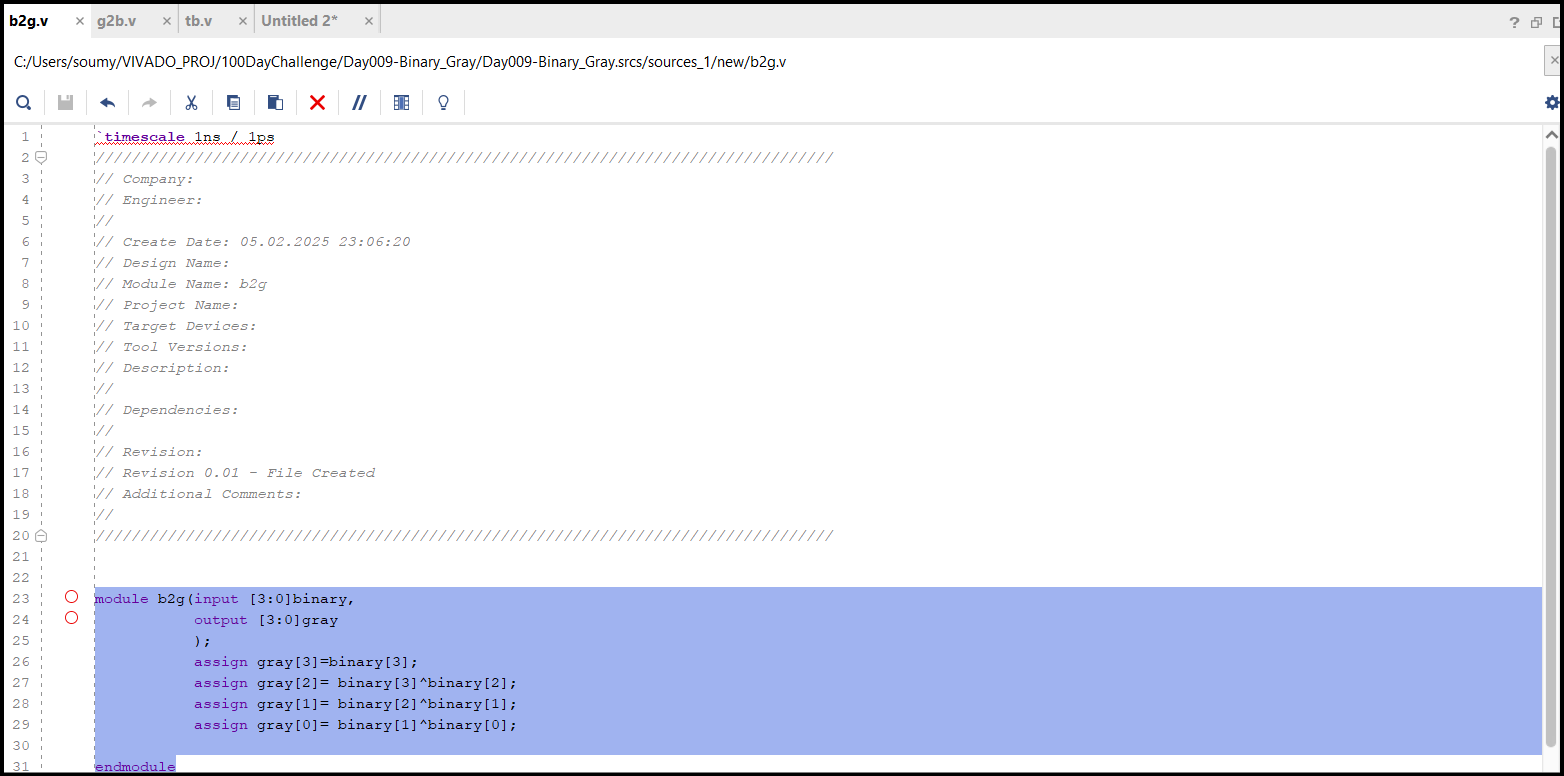 b2g.v × g2b.v × tb.v × Untitled 2* × ?
C:/Users/soumy/VIVADO_PROJ/100DayChallenge/Day009-Binary_Gray/Day009-Binary_Gray.srcs/sources_1/new/b2g.v
1 `timescale 1ns / 1ps
2 //////////////////////////////////////////////////////////////////////////////////
3 // Company:
4 // Engineer:
5 //
6 // Create Date: 05.02.2025 23:06:20
7 // Design Name:
8 // Module Name: b2g
9 // Project Name:
10 // Target Devices:
11 // Tool Versions:
12 // Description:
13 //
14 // Dependencies:
15 //
16 // Revision:
17 // Revision 0.01 - File Created
18 // Additional Comments:
19 //
20 //////////////////////////////////////////////////////////////////////////////////
21
22
23 module b2g(input [3:0]binary,
24 output [3:0]gray
25 );
26 assign gray[3]=binary[3];
27 assign gray[2]= binary[3]^binary[2];
28 assign gray[1]= binary[2]^binary[1];
29 assign gray[0]= binary[1]^binary[0];
30
31 endmodule